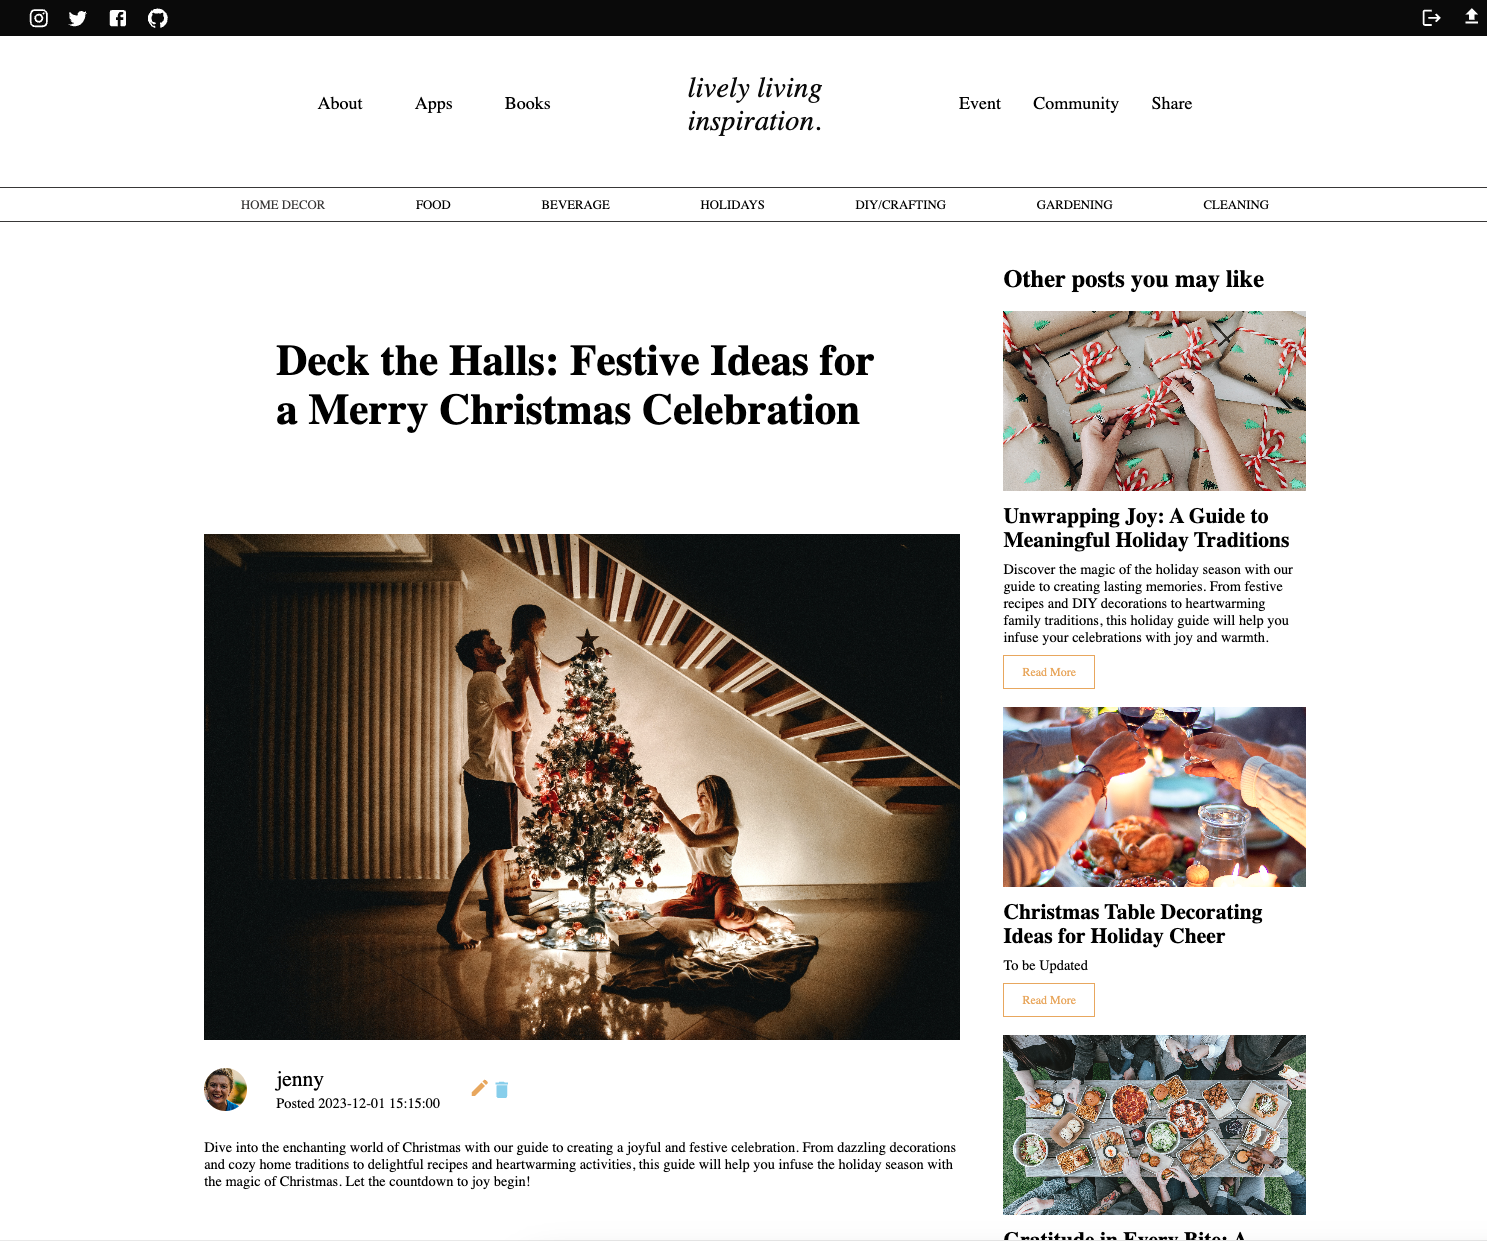 About
Apps
Books
lively living
inspiration.
Event
Community
Share
HOME DECOR
FOOD
BEVERAGE
HOLIDAYS
DIY/CRAFTING
GARDENING
CLEANING
Deck the Halls: Festive Ideas for
a Merry Christmas Celebration
jenny
Posted 2023-12-01 15:15:00
Dive into the enchanting world of Christmas with our guide to creating a joyful and festive celebration. From dazzling decorations
and cozy home traditions to delightful recipes and heartwarming activities, this guide will help you infuse the holiday season with
the magic of Christmas. Let the countdown to joy begin!
Other posts you may like
Unwrapping Joy: A Guide to
Meaningful Holiday Traditions
Discover the magic of the holiday season with our
guide to creating lasting memories. From festive
recipes and DIY decorations to heartwarming
family traditions, this holiday guide will help you
infuse your celebrations with joy and warmth.
Read More
Christmas Table Decorating
Ideas for Holiday Cheer
To be Updated
Read More
Gratitude in Every Bite: A